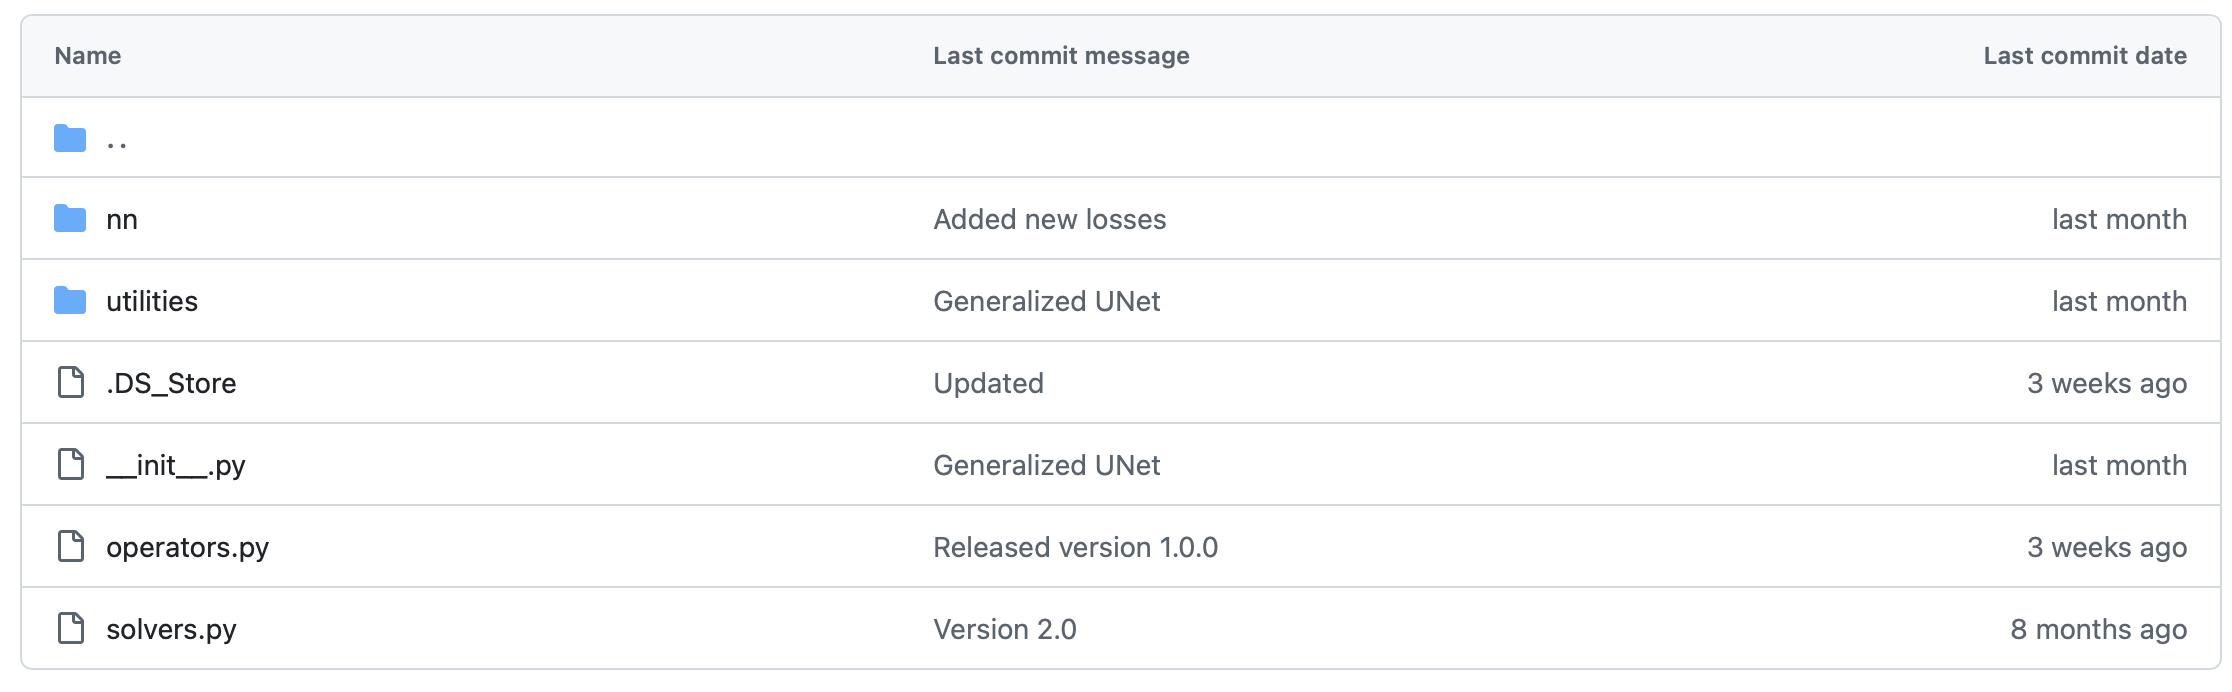 Name Last commit message Last commit date
..
nn Added new losses last month
utilities Generalized UNet last month
.DS_Store Updated 3 weeks ago
__init__.py Generalized UNet last month
operators.py Released version 1.0.0 3 weeks ago
solvers.py Version 2.0 8 months ago